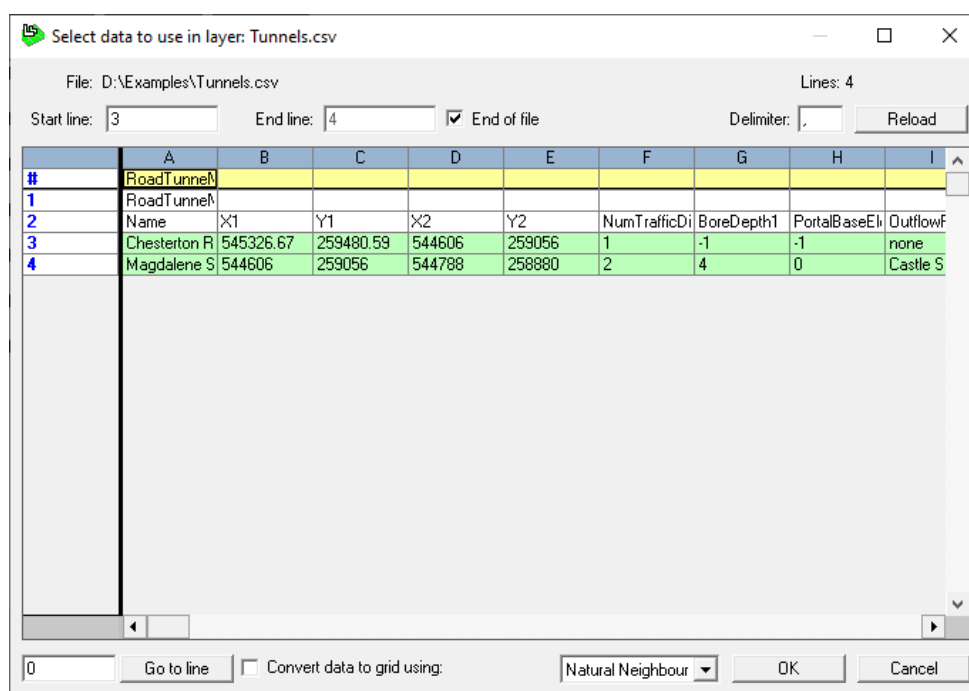 Select data to use in layer: Tunnels.csv
File: D:\Examples\Tunnels.csv Lines: 4
Start line: 3 End line: 4 End of file Delimiter: , Reload
A B C D E F G H I
# RoadTunnel
1 RoadTunnel
2 Name X1 Y1 X2 Y2 NumTrafficDi BoreDepth1 PortalBaseEl OutflowF
3 Chesterton R 545326.67 259480.59 544606 259056 1 -1 -1 none
4 Magdalene S 544606 259056 544788 258880 2 4 0 Castle S
0 Go to line Convert data to grid using: Natural Neighbour OK Cancel